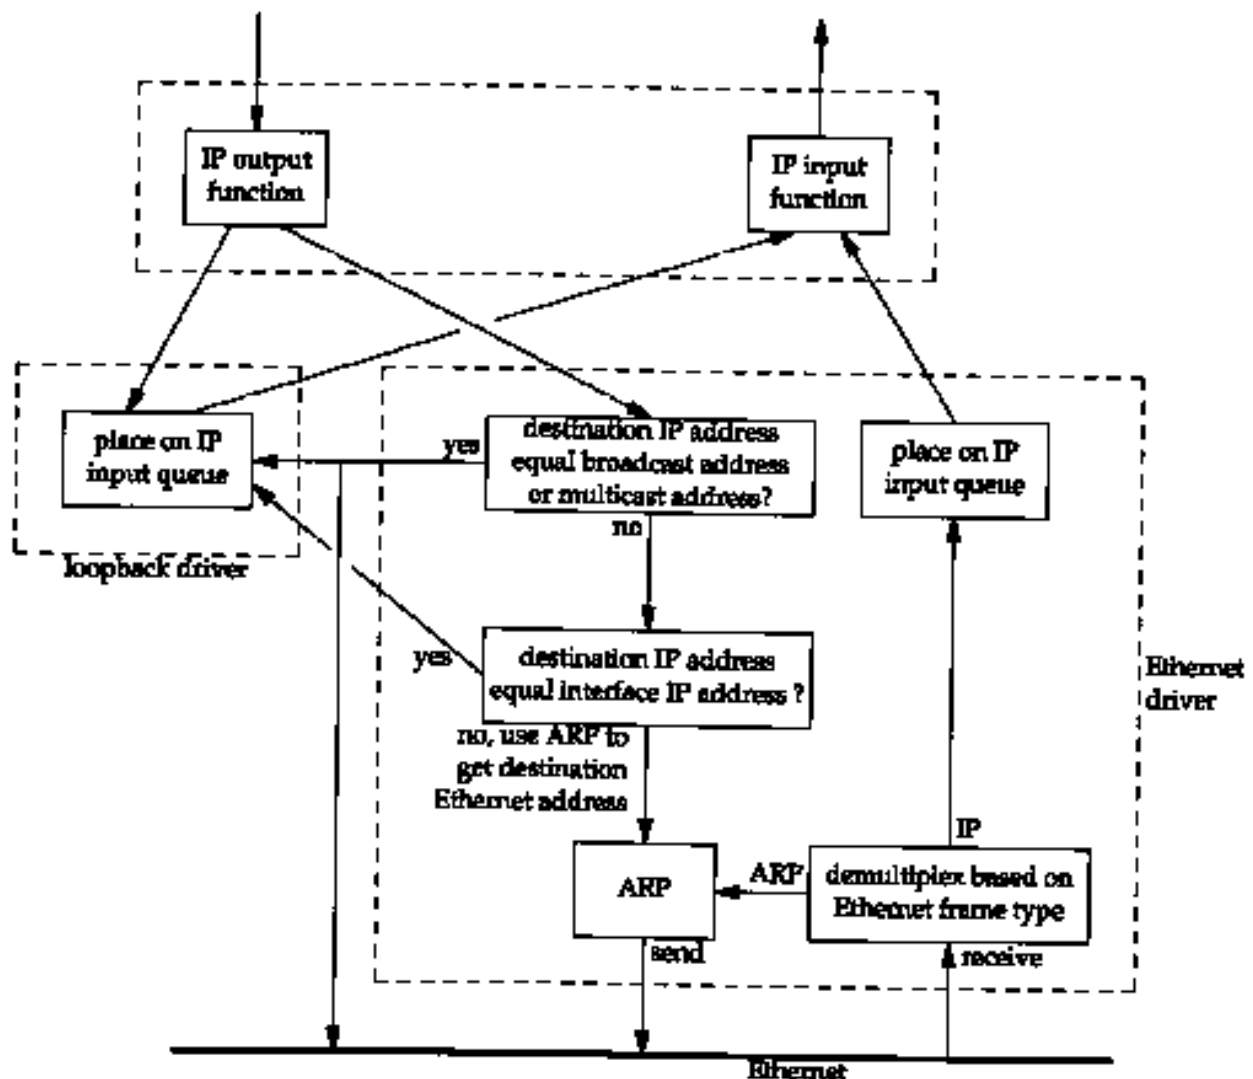 IP output
function
IP input
function
place on IP
input queue
loopback driver
yes
destination IP address
equal broadcast address
or multicast address?
no
place on IP
input queue
yes
destination IP address
equal interface IP address ?
no, use ARP to
get destination
Ethernet address
Ethernet
driver
IP
ARP
ARP
demultiplex based on
Ethernet frame type
send
receive
Ethernet